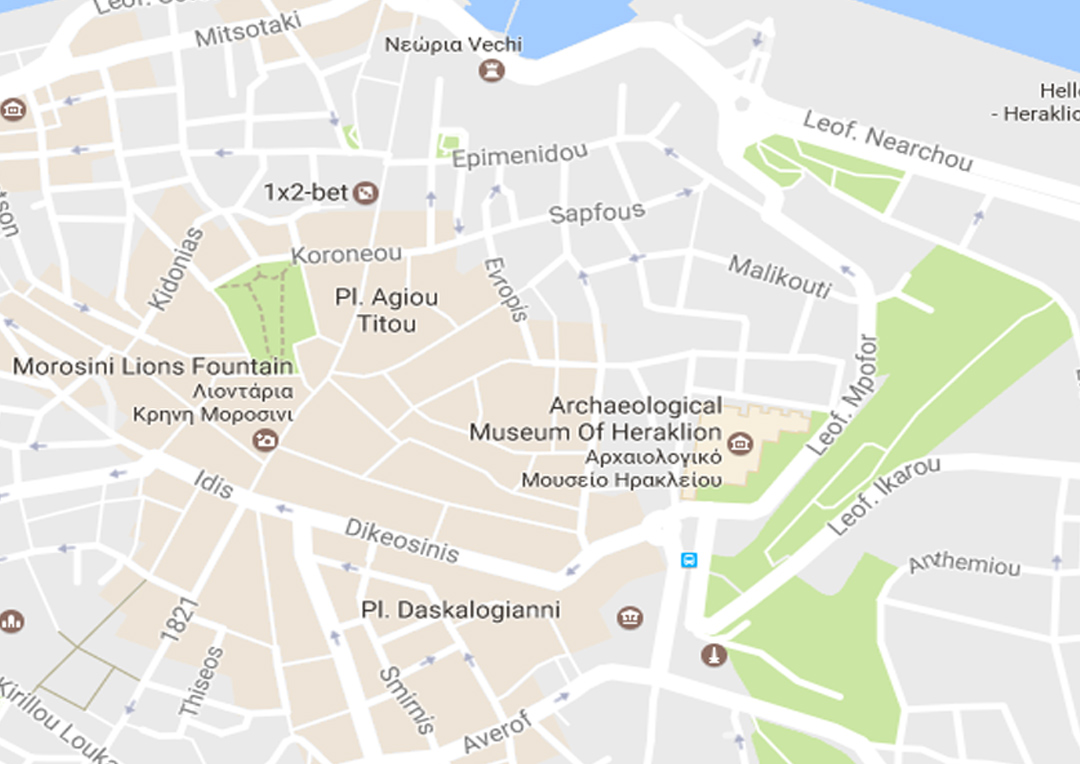 Leof.
Mitsotaki
Νεώρια Vechi
- Heraklio
Leof. Nearchou
Epimenidou
1x2-bet
Sapfous
Koroneou
Kidonias
Evropis
Malikouti
Pl. Agiou
Titou
Morosini Lions Fountain
Λιοντάρια
Κρηνη Μοροσινι
Leof. Mpofor
Archaeological
Museum Of Heraklion
Αρχαιολογικό
Μουσείο Ηρακλείου
Leof. Ikarou
Idis
Dikeosinis
Anthemiou
Pl. Daskalogianni
1821
Thiseos
Smirnis
Averof
Kirillou Louka